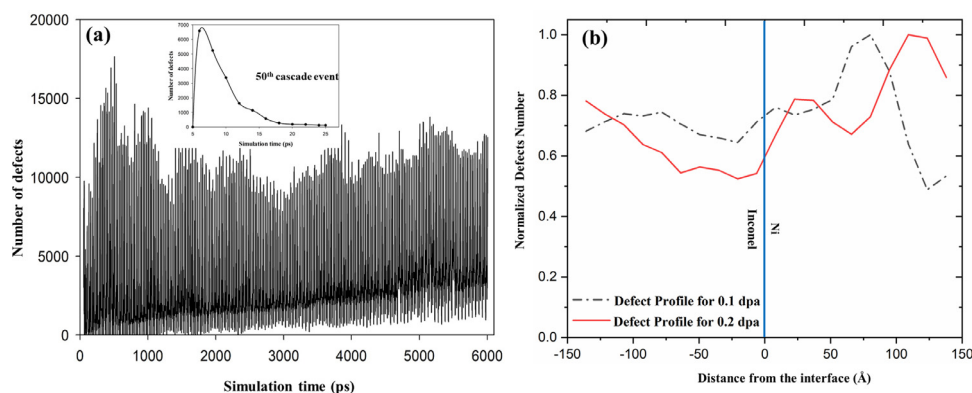 (a)
Number of defects
20000
15000
10000
5000
0
0
1000
2000
3000
4000
5000
6000
Simulation time (ps)
Number of defects
7000
6000
5000
4000
3000
2000
1000
0
5
10
15
20
25
Simulation time (ps)
50th cascade event
(b)
Normalized Defects Number
1.0
0.8
0.6
0.4
0.2
0.0
-150
-100
-50
0
50
100
150
Distance from the interface (Å)
Inconel
Ni
Defect Profile for 0.1 dpa
Defect Profile for 0.2 dpa